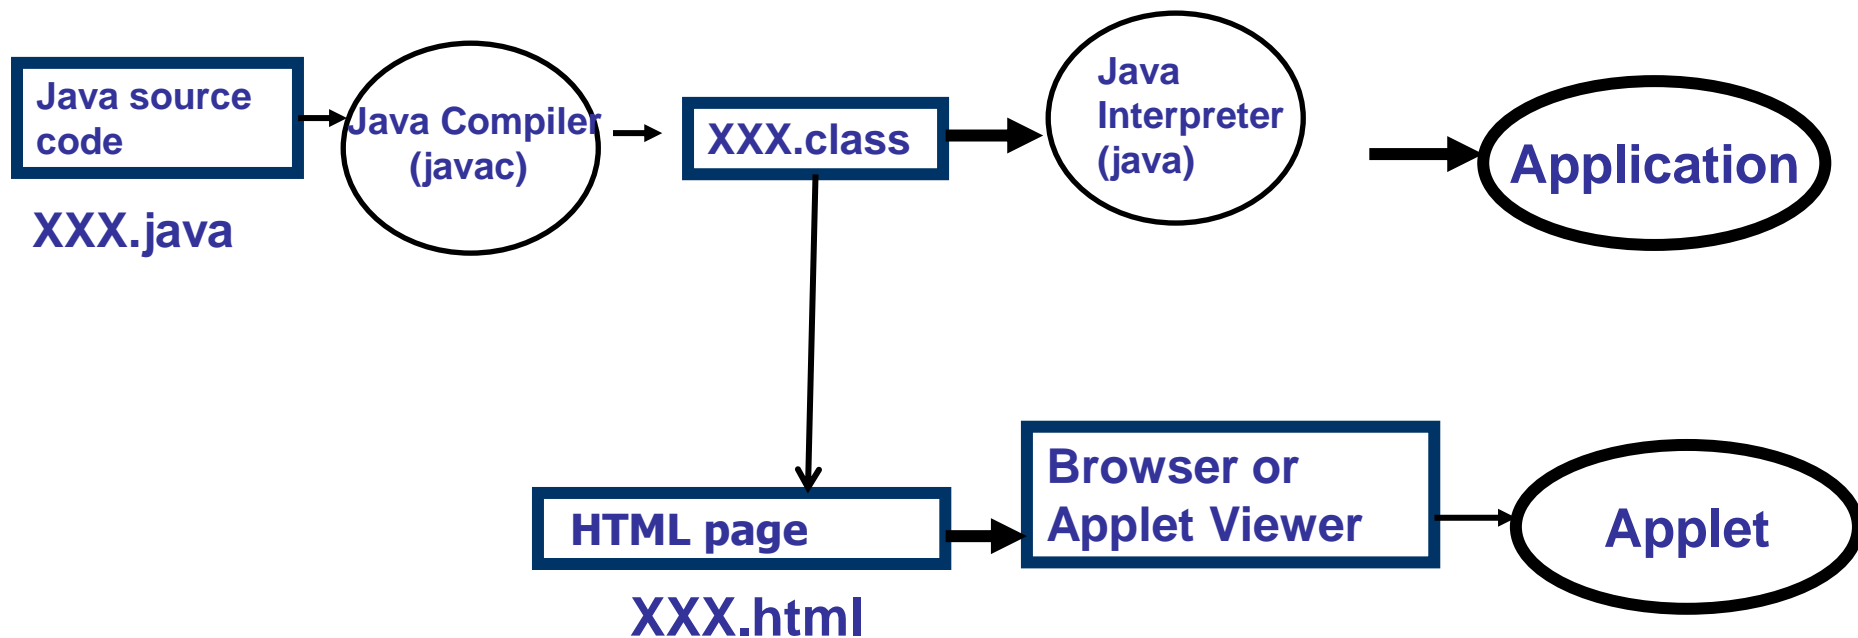 Java source
code
XXX.java
Java Compiler
(javac)
XXX.class
Java
Interpreter
(java)
Application
HTML page
XXX.html
Browser or
Applet Viewer
Applet